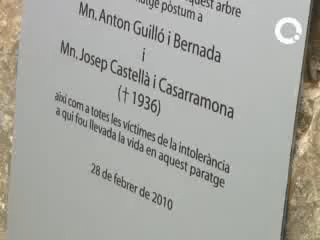 aquest arbre
pòstum a
Mn. Anton Guilló i Bernada
i
Mn. Josep Castellà i Casarramona
(† 1936)
així com a totes les víctimes de la intolerància
a qui fou llevada la vida en aquest paratge
28 de febrer de 2010